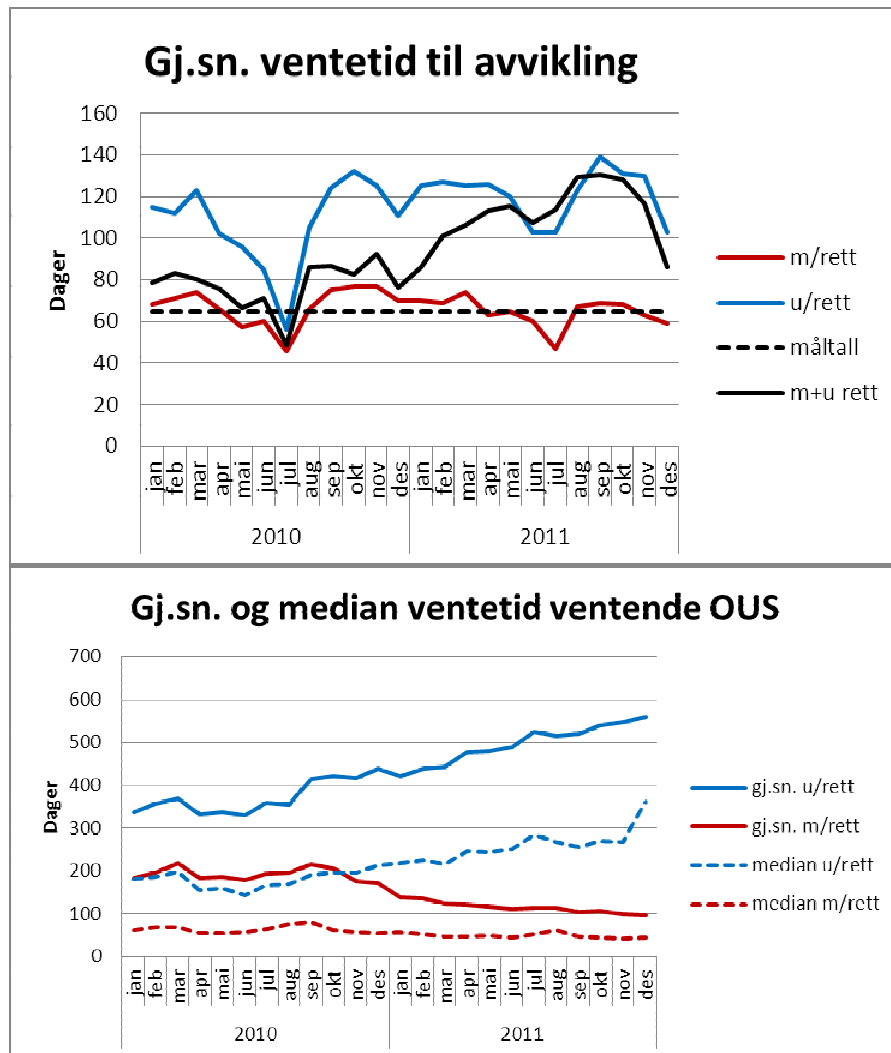 Gj.sn. ventetid til avvikling
160
140
120
100
80
60
40
20
0
Dager
jan feb mar apr mai jun jul aug sep okt nov des jan feb mar apr mai jun jul aug sep okt nov des
2010 2011
m/rett
u/rett
måltall
m+u rett
Gj.sn. og median ventetid ventende OUS
700
600
500
400
300
200
100
0
Dager
jan feb mar apr mai jun jul aug sep okt nov des jan feb mar apr mai jun jul aug sep okt nov des
2010 2011
gj.sn. u/rett
gj.sn. m/rett
median u/rett
median m/rett